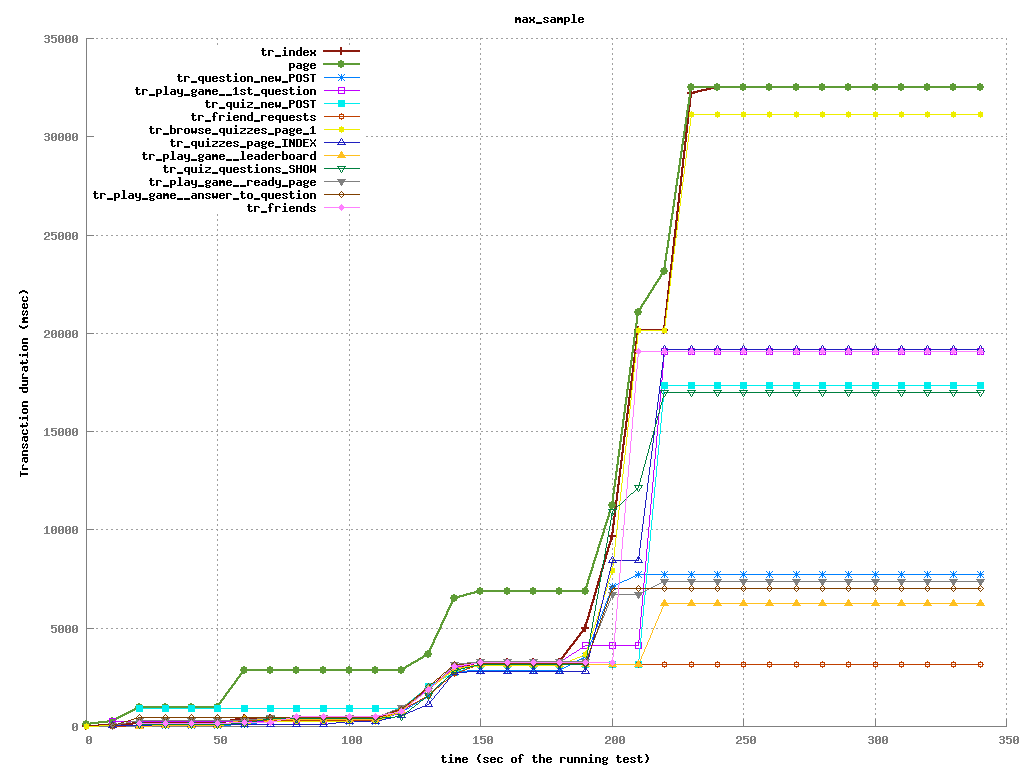 max_sample
35000
30000
25000
20000
15000
10000
5000
0
Transaction duration (msec)
tr_index
page
tr_question_new_POST
tr_play_game__1st_question
tr_quiz_new_POST
tr_friend_requests
tr_browse_quizzes_page_1
tr_quizzes_page_INDEX
tr_play_game__leaderboard
tr_quiz_questions_SHOW
tr_play_game__ready_page
tr_play_game__answer_to_question
tr_friends
0 50 100 150 200 250 300 350
time (sec of the running test)